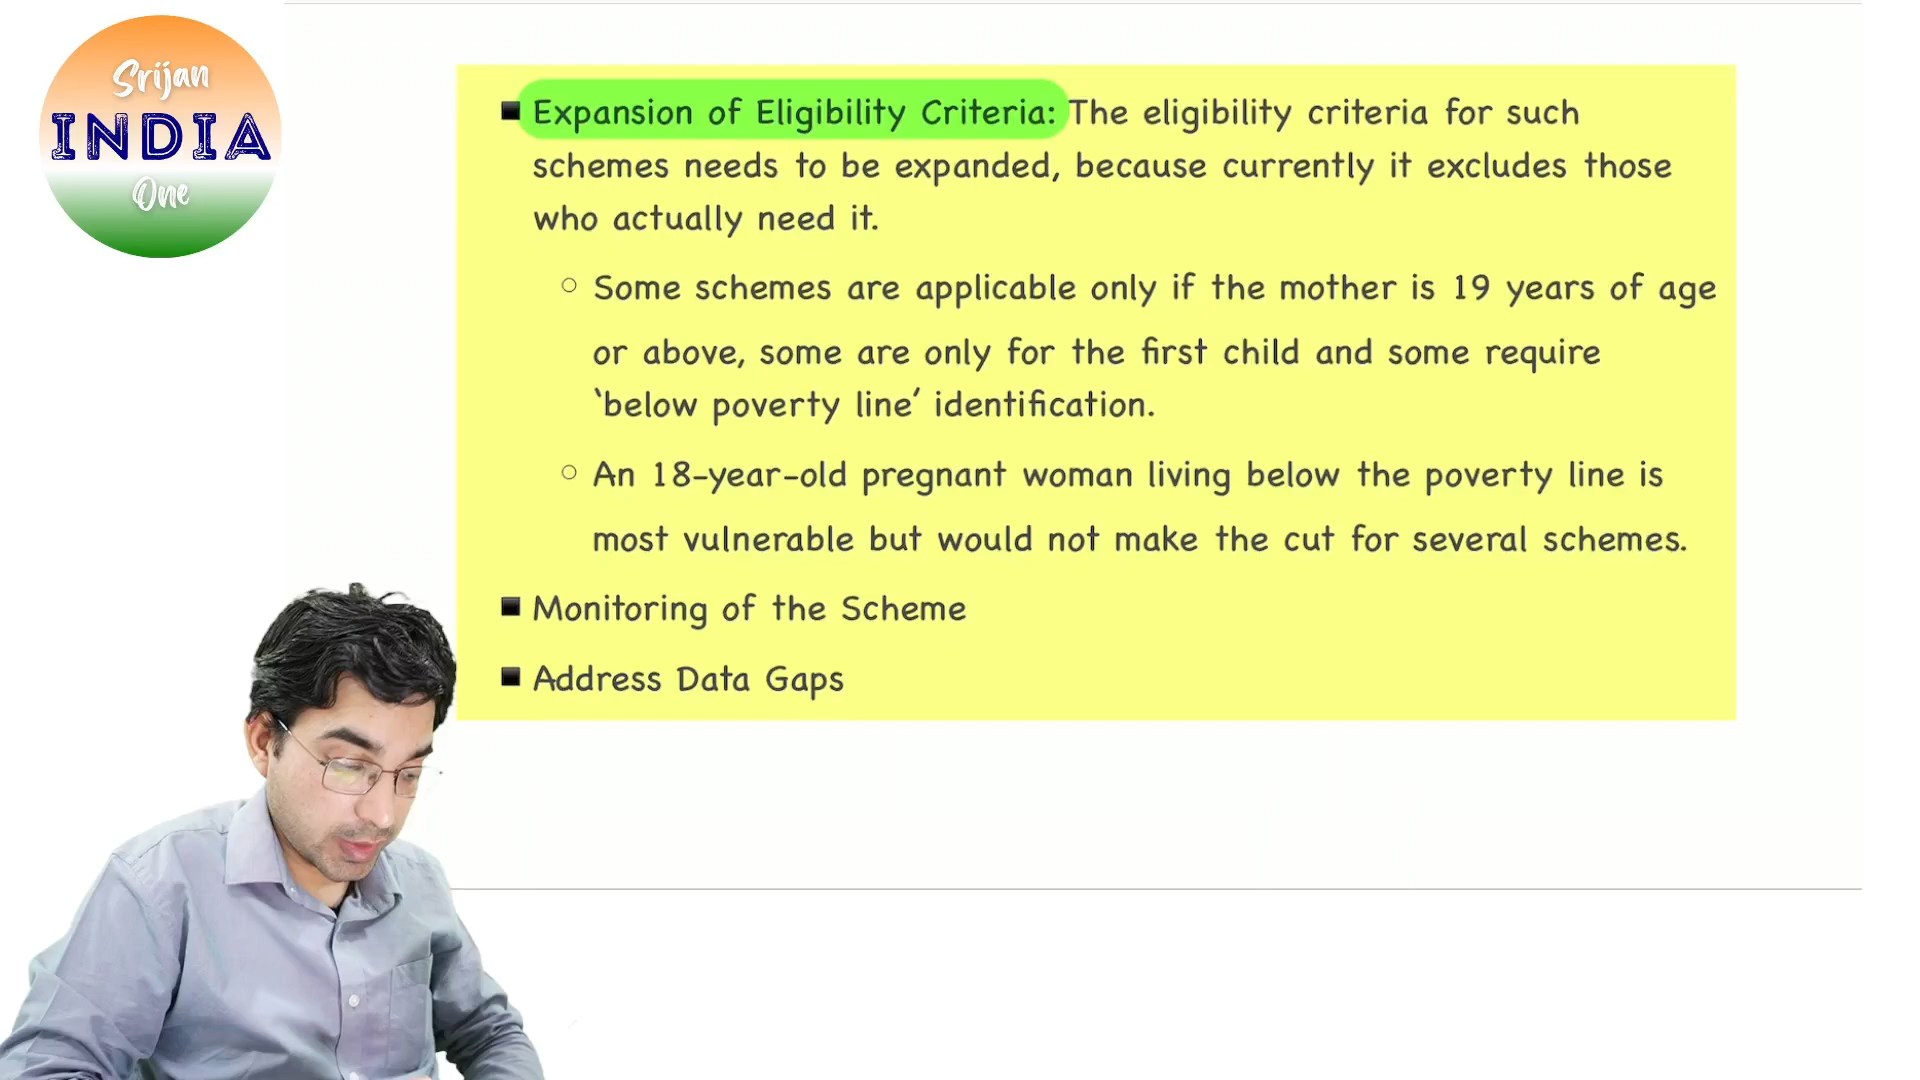 Srijan
INDIA
One
Expansion of Eligibility Criteria: The eligibility criteria for such
schemes needs to be expanded, because currently it excludes those
who actually need it.
Some schemes are applicable only if the mother is 19 years of age
or above, some are only for the first child and some require
‘below poverty line’ identification.
An 18-year-old pregnant woman living below the poverty line is
most vulnerable but would not make the cut for several schemes.
Monitoring of the Scheme
Address Data Gaps